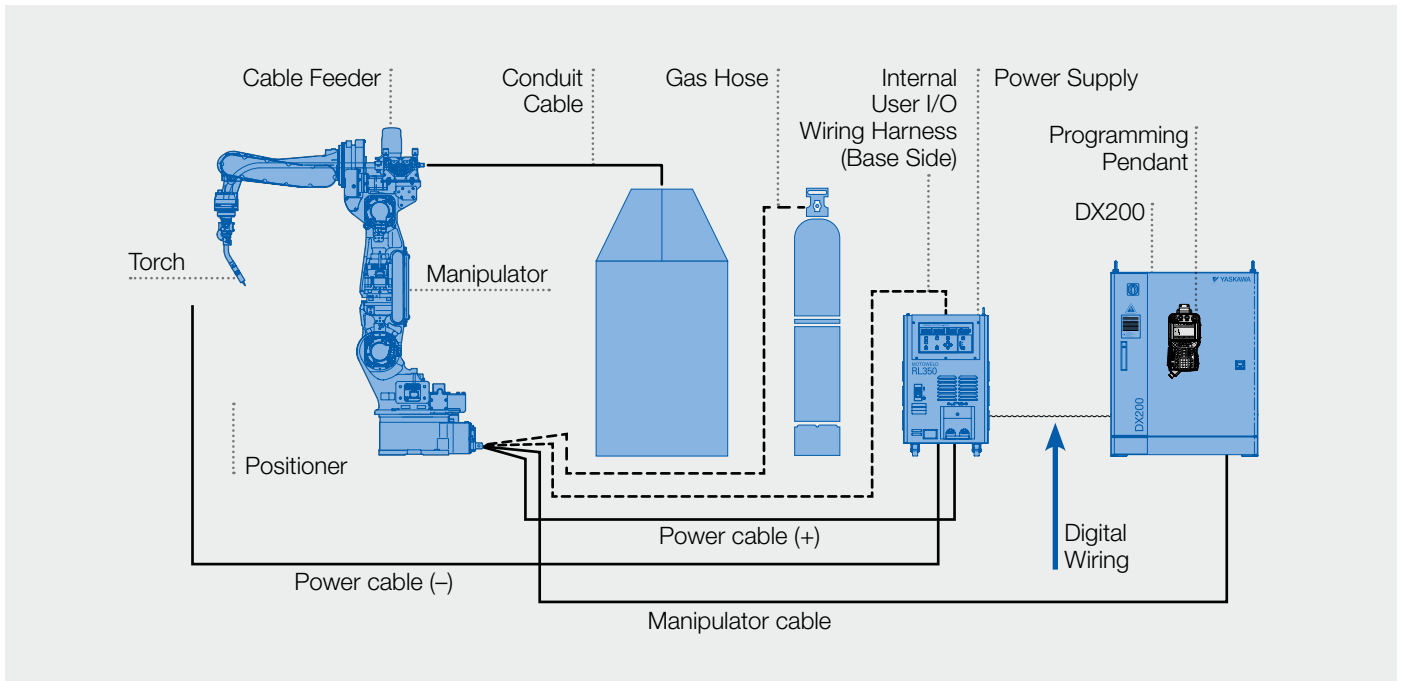 Cable Feeder
Conduit
Cable
Gas Hose
Internal
User I/O
Wiring Harness
(Base Side)
Power Supply
Programming
Pendant
DX200
Torch
Manipulator
YASKAWA
MOTOWELD
RL350
DX200
Positioner
Power cable (+)
Digital
Wiring
Power cable (–)
Manipulator cable